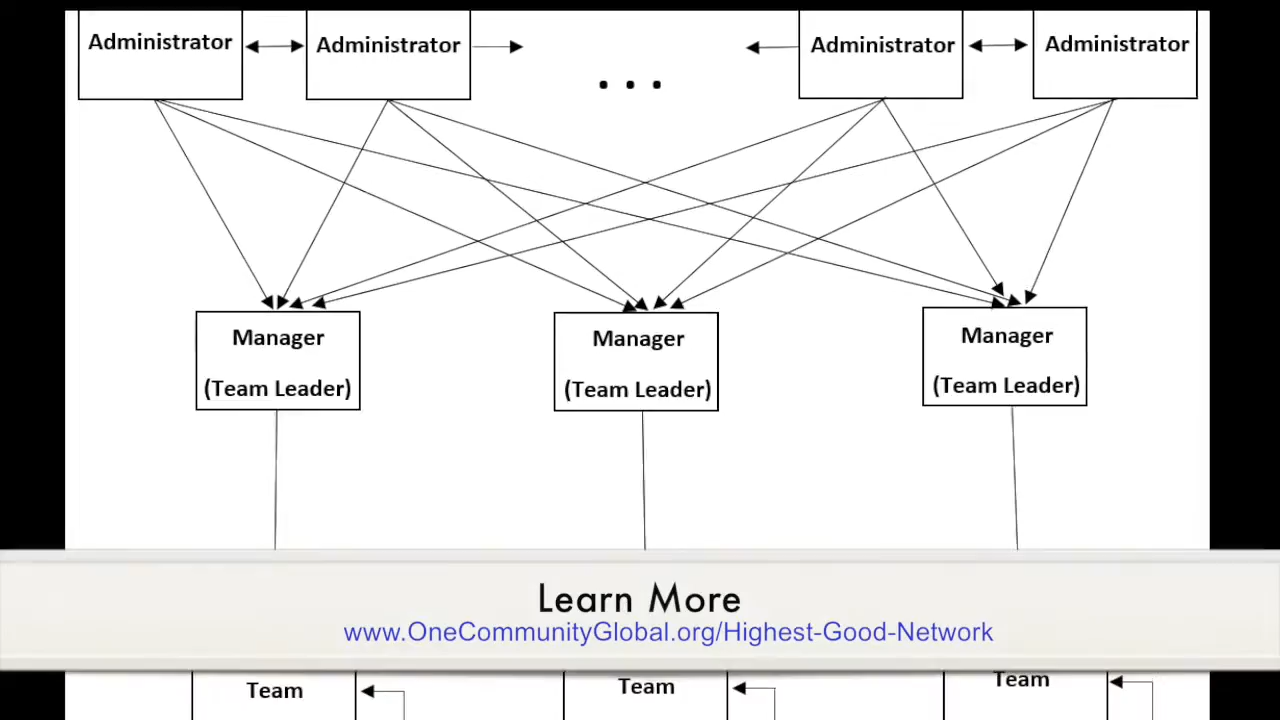 Administrator
Administrator
Administrator
Administrator
...
Manager
(Team Leader)
Manager
(Team Leader)
Manager
(Team Leader)
Learn More
www.OneCommunityGlobal.org/Highest-Good-Network
Team
Team
Team